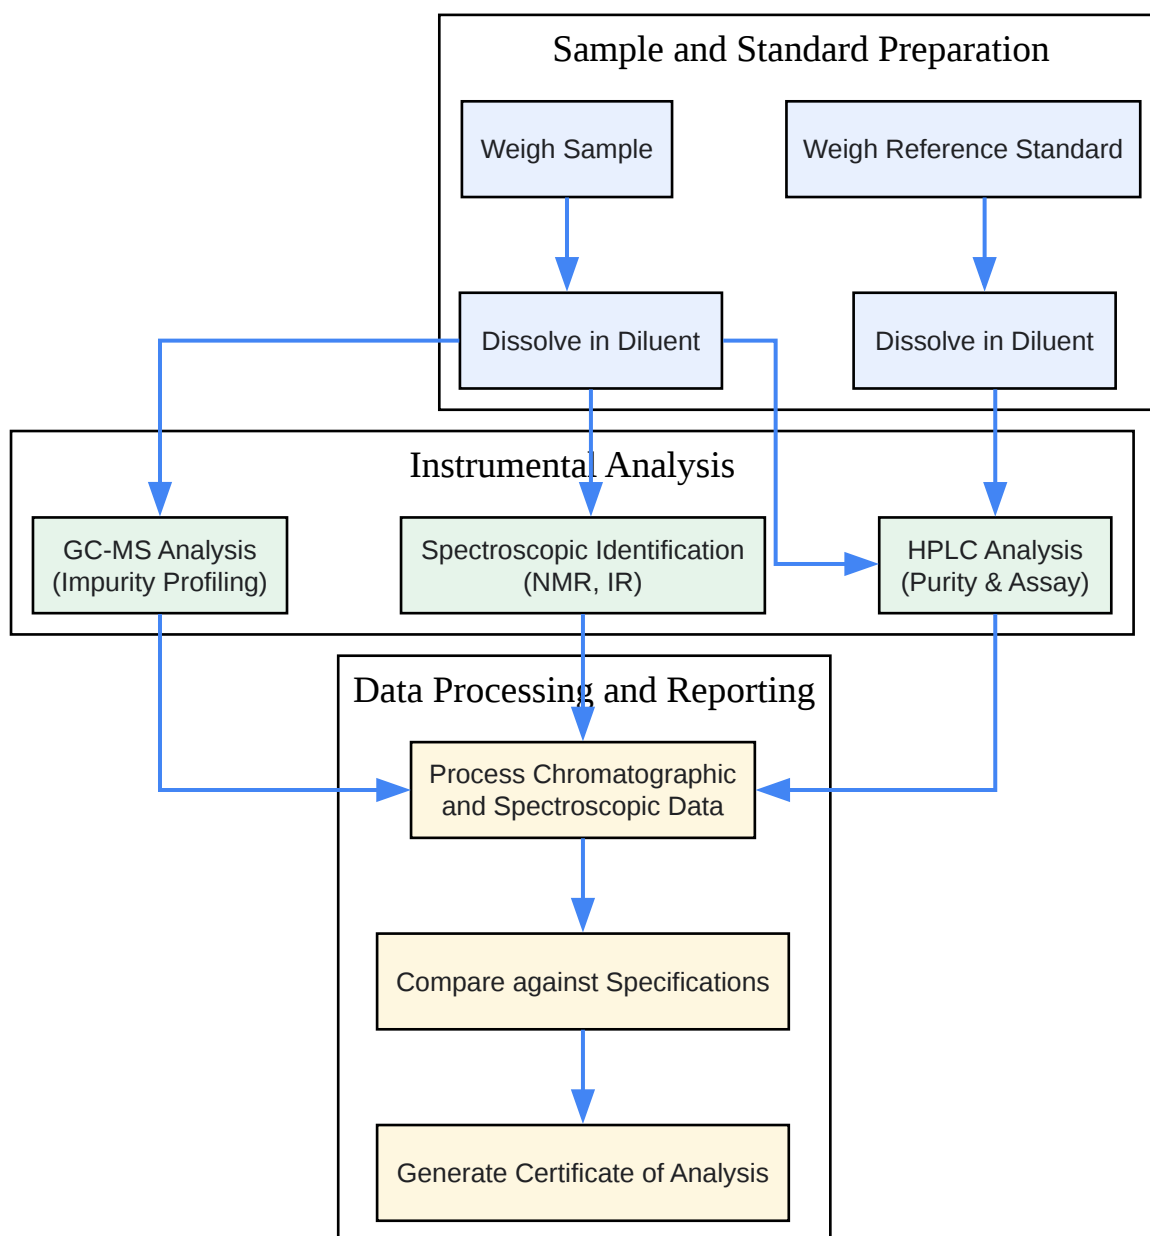 Sample and Standard Preparation
Weigh Sample
Weigh Reference Standard
Dissolve in Diluent
Dissolve in Diluent
Instrumental Analysis
GC-MS Analysis
(Impurity Profiling)
Spectroscopic Identification
(NMR, IR)
HPLC Analysis
(Purity & Assay)
Data Processing and Reporting
Process Chromatographic
and Spectroscopic Data
Compare against Specifications
Generate Certificate of Analysis